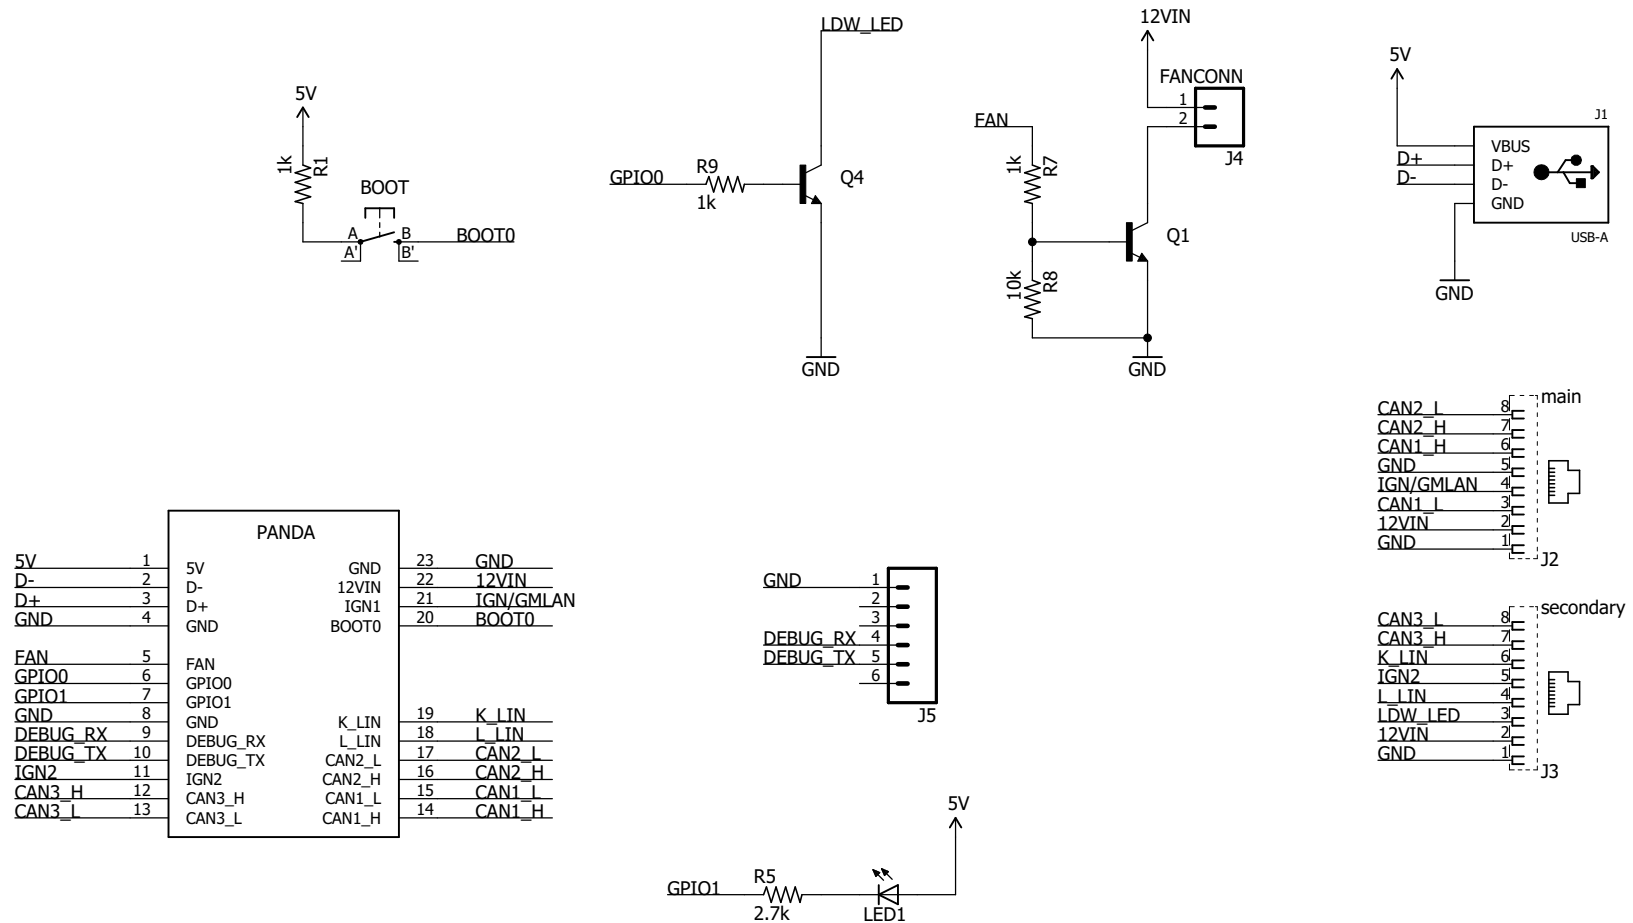 5V
1k
R1
BOOT
A
B
A'
B'
BOOT0
LDW_LED
GPIO0
R9
1k
Q4
GND
12VIN
FANCONN
1
2
J4
FAN
1k
R7
Q1
10k
R8
GND
5V
J1
VBUS
D+
D+
D-
D-
GND
USB-A
GND
PANDA
5V 1 5V GND 23 GND
D- 2 D- 12VIN 22 12VIN
D+ 3 D+ IGN1 21 IGN/GMLAN
GND 4 GND BOOT0 20 BOOT0
FAN 5 FAN
GPIO0 6 GPIO0
GPIO1 7 GPIO1
GND 8 GND K_LIN 19 K_LIN
DEBUG_RX 9 DEBUG_RX L_LIN 18 L_LIN
DEBUG_TX 10 DEBUG_TX CAN2_L 17 CAN2_L
IGN2 11 IGN2 CAN2_H 16 CAN2_H
CAN3_H 12 CAN3_H CAN1_L 15 CAN1_L
CAN3_L 13 CAN3_L CAN1_H 14 CAN1_H
GND 1
2
3
DEBUG_RX 4
DEBUG_TX 5
6
J5
main
CAN2_L 8
CAN2_H 7
CAN1_H 6
GND 5
IGN/GMLAN 4
CAN1_L 3
12VIN 2
GND 1
J2
secondary
CAN3_L 8
CAN3_H 7
K_LIN 6
IGN2 5
L_LIN 4
LDW_LED 3
12VIN 2
GND 1
J3
5V
GPIO1
R5
2.7k
LED1